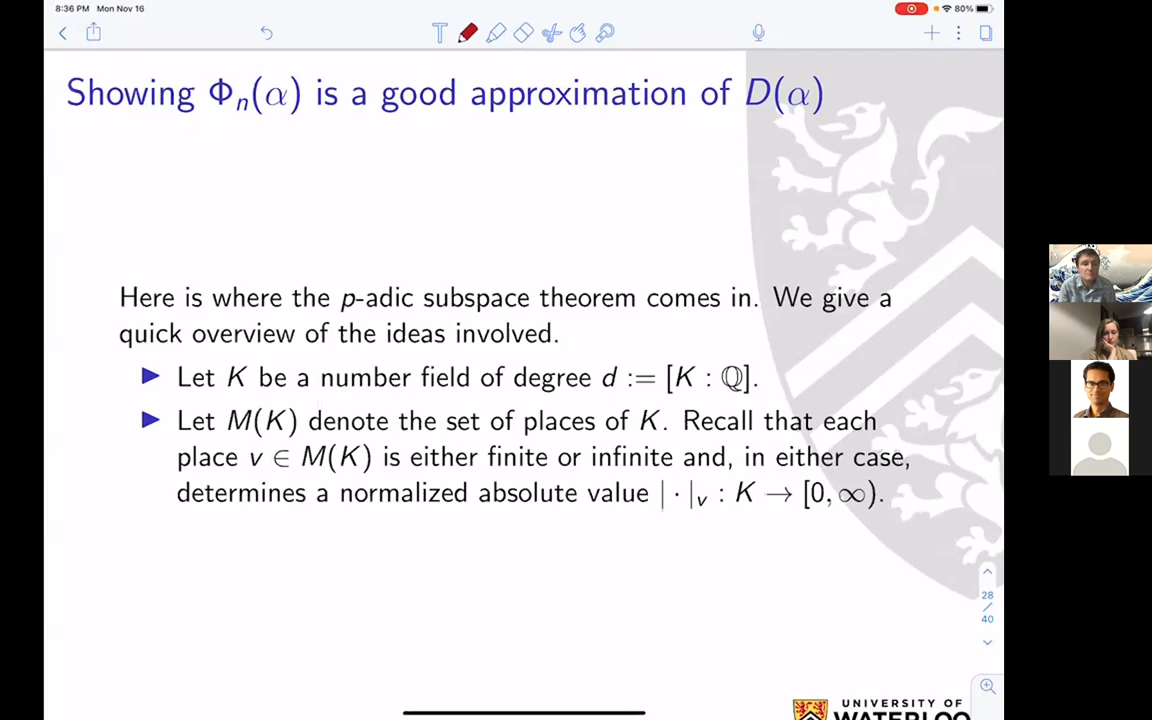 8:36 PM Mon Nov 16
80%
Showing Φₙ(α) is a good approximation of D(α)
Here is where the p-adic subspace theorem comes in. We give a
quick overview of the ideas involved.
▶ Let K be a number field of degree d := [K : ℚ].
▶ Let M(K) denote the set of places of K. Recall that each
place v ∈ M(K) is either finite or infinite and, in either case,
determines a normalized absolute value | · |ᵥ : K → [0, ∞).
28
/
40
UNIVERSITY OF
WATERLOO